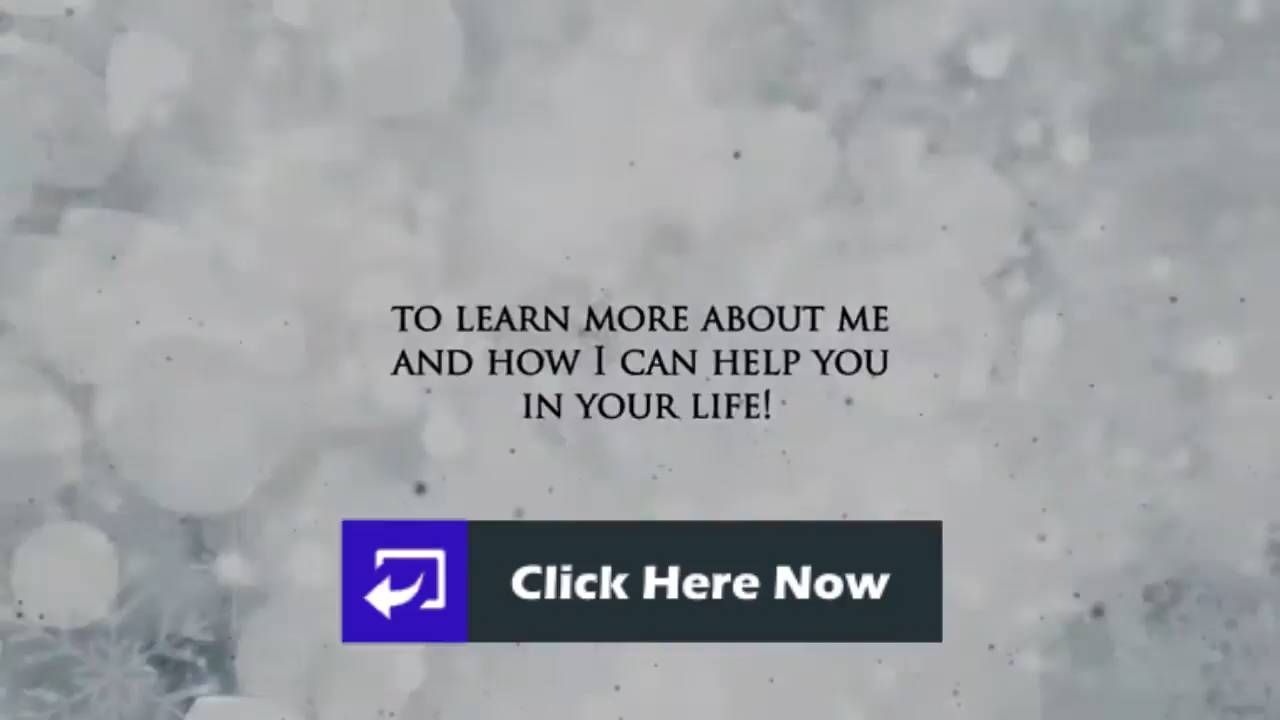 TO LEARN MORE ABOUT ME
AND HOW I CAN HELP YOU
IN YOUR LIFE!
Click Here Now